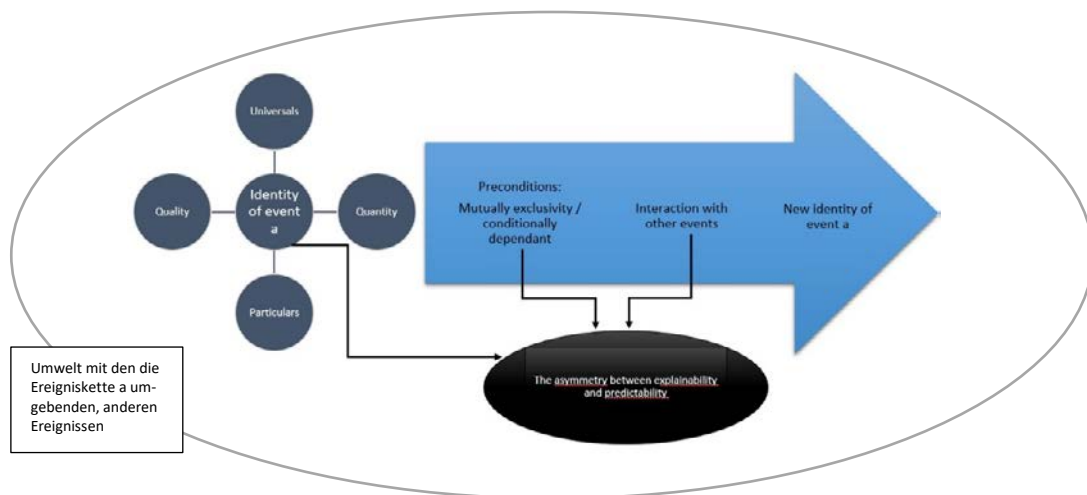 Universals
Quality
Identity
of event
a
Quantity
Particulars
Preconditions:
Mutually exclusivity /
conditionally
dependant
Interaction with
other events
New identity of
event a
The asymmetry between explainability
and predictability
Umwelt mit den die
Ereigniskette a um-
gebenden, anderen
Ereignissen